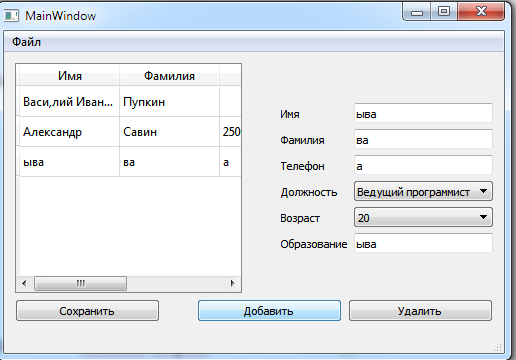 MainWindow
Файл
Имя Фамилия
Васи,лий Иван... Пупкин
Александр Савин 250
ыва ва а
Имя ыва
Фамилия ва
Телефон а
Должность Ведущий программист
Возраст 20
Образование ыва
Сохранить Добавить Удалить